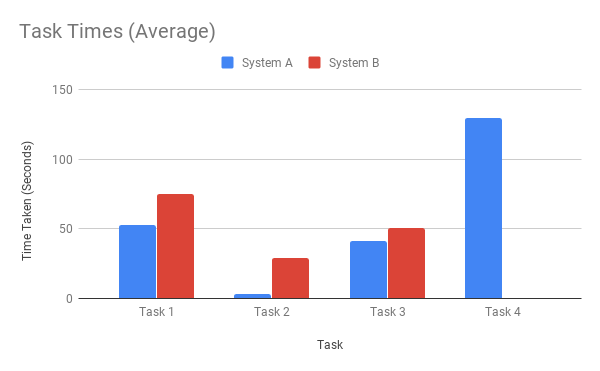 Task Times (Average)
System A System B
150
100
50
0
Time Taken (Seconds)
Task 1 Task 2 Task 3 Task 4
Task